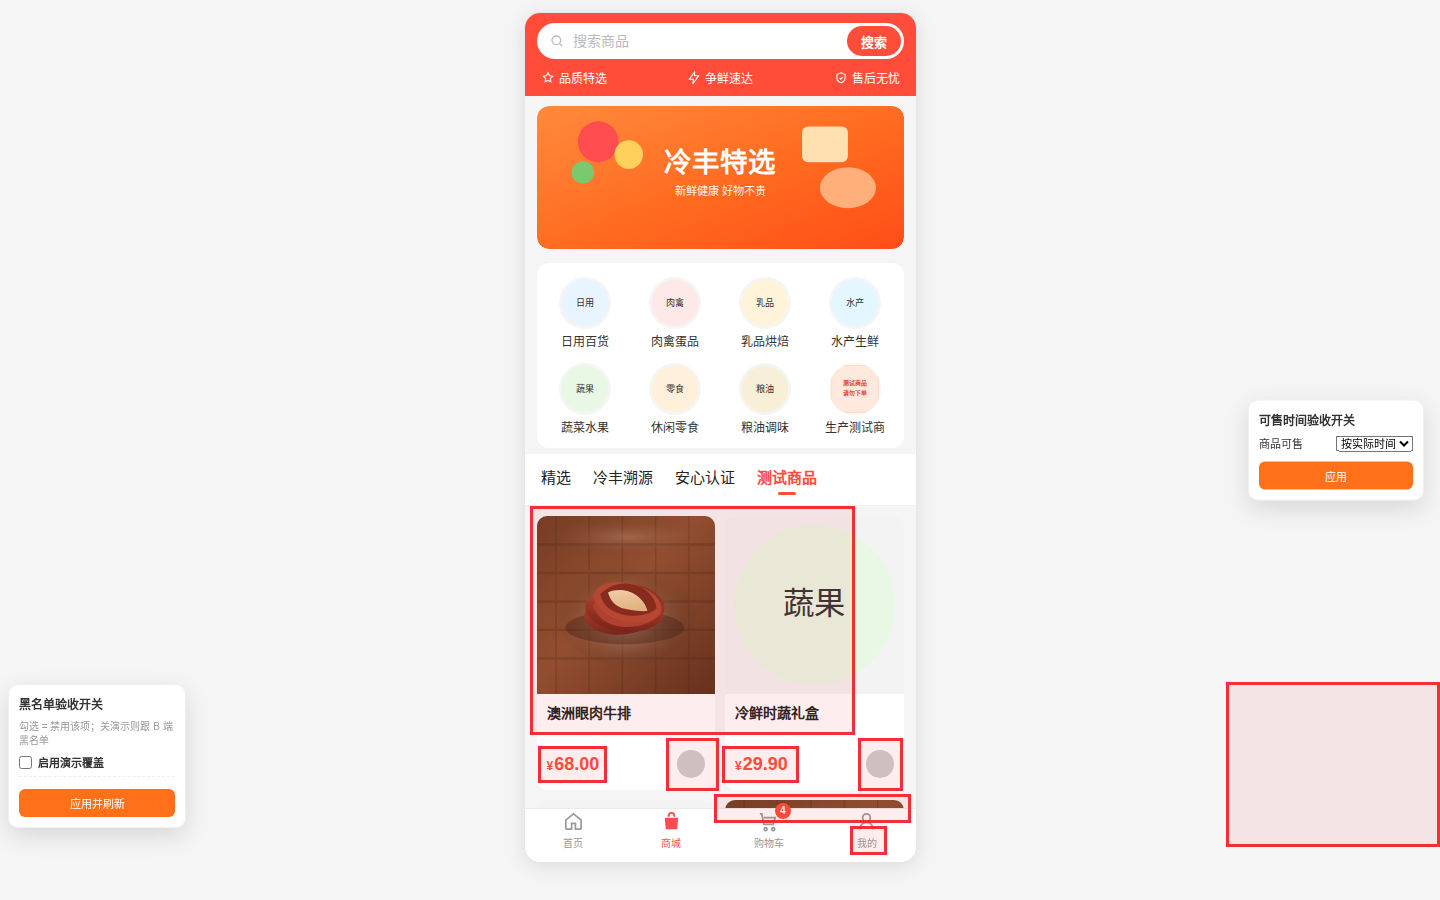 搜索商品
搜索
品质特选
争鲜速达
售后无忧
冷丰特选
新鲜健康 好物不贵
日用
肉禽
乳品
水产
日用百货
肉禽蛋品
乳品烘焙
水产生鲜
蔬果
零食
粮油
测试商品
请勿下单
蔬菜水果
休闲零食
粮油调味
生产测试商
精选
冷丰溯源
安心认证
测试商品
蔬果
澳洲眼肉牛排
冷鲜时蔬礼盒
¥68.00
¥29.90
4
首页
商城
购物车
我的
黑名单验收开关
勾选 = 禁用该项；关演示则跟 B 端
黑名单
启用演示覆盖
应用并刷新
可售时间验收开关
商品可售
按实际时间
应用